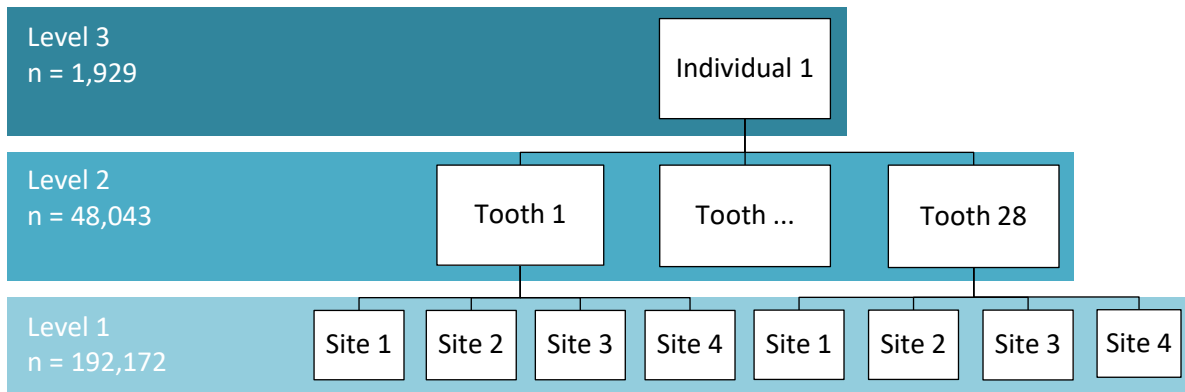 Level 3
n = 1,929
Individual 1
Level 2
n = 48,043
Tooth 1
Tooth ...
Tooth 28
Level 1
n = 192,172
Site 1
Site 2
Site 3
Site 4
Site 1
Site 2
Site 3
Site 4